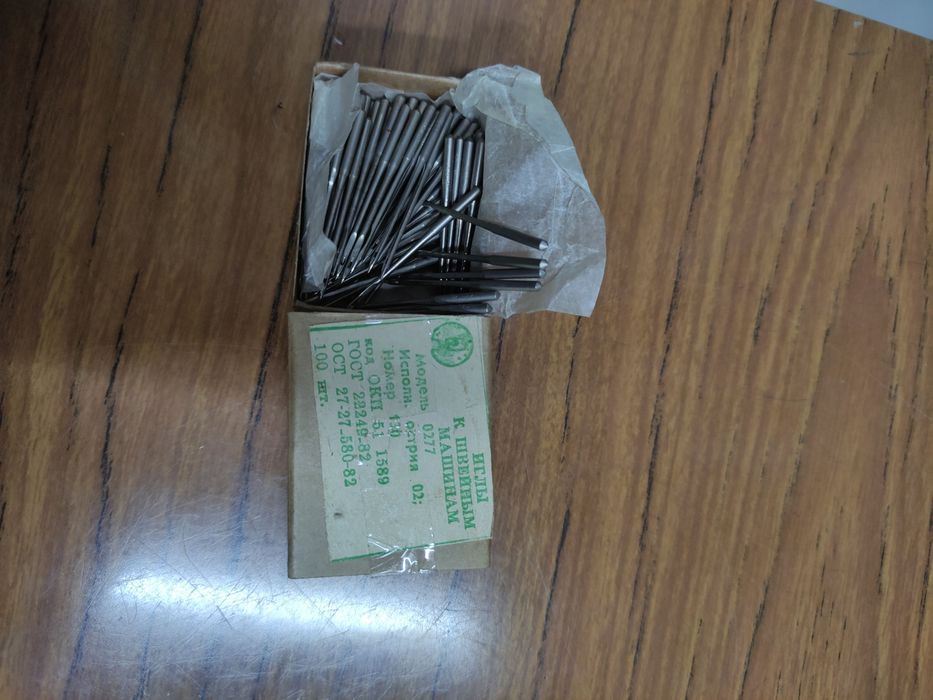 ИГЛЫ
К ШВЕЙНЫМ
МАШИНАМ
Модель 0277
Исполн. острия 02;
Номер 130
код ОКП 51 1589
ГОСТ 22249-82
ОСТ 27-27-580-82
100 шт.